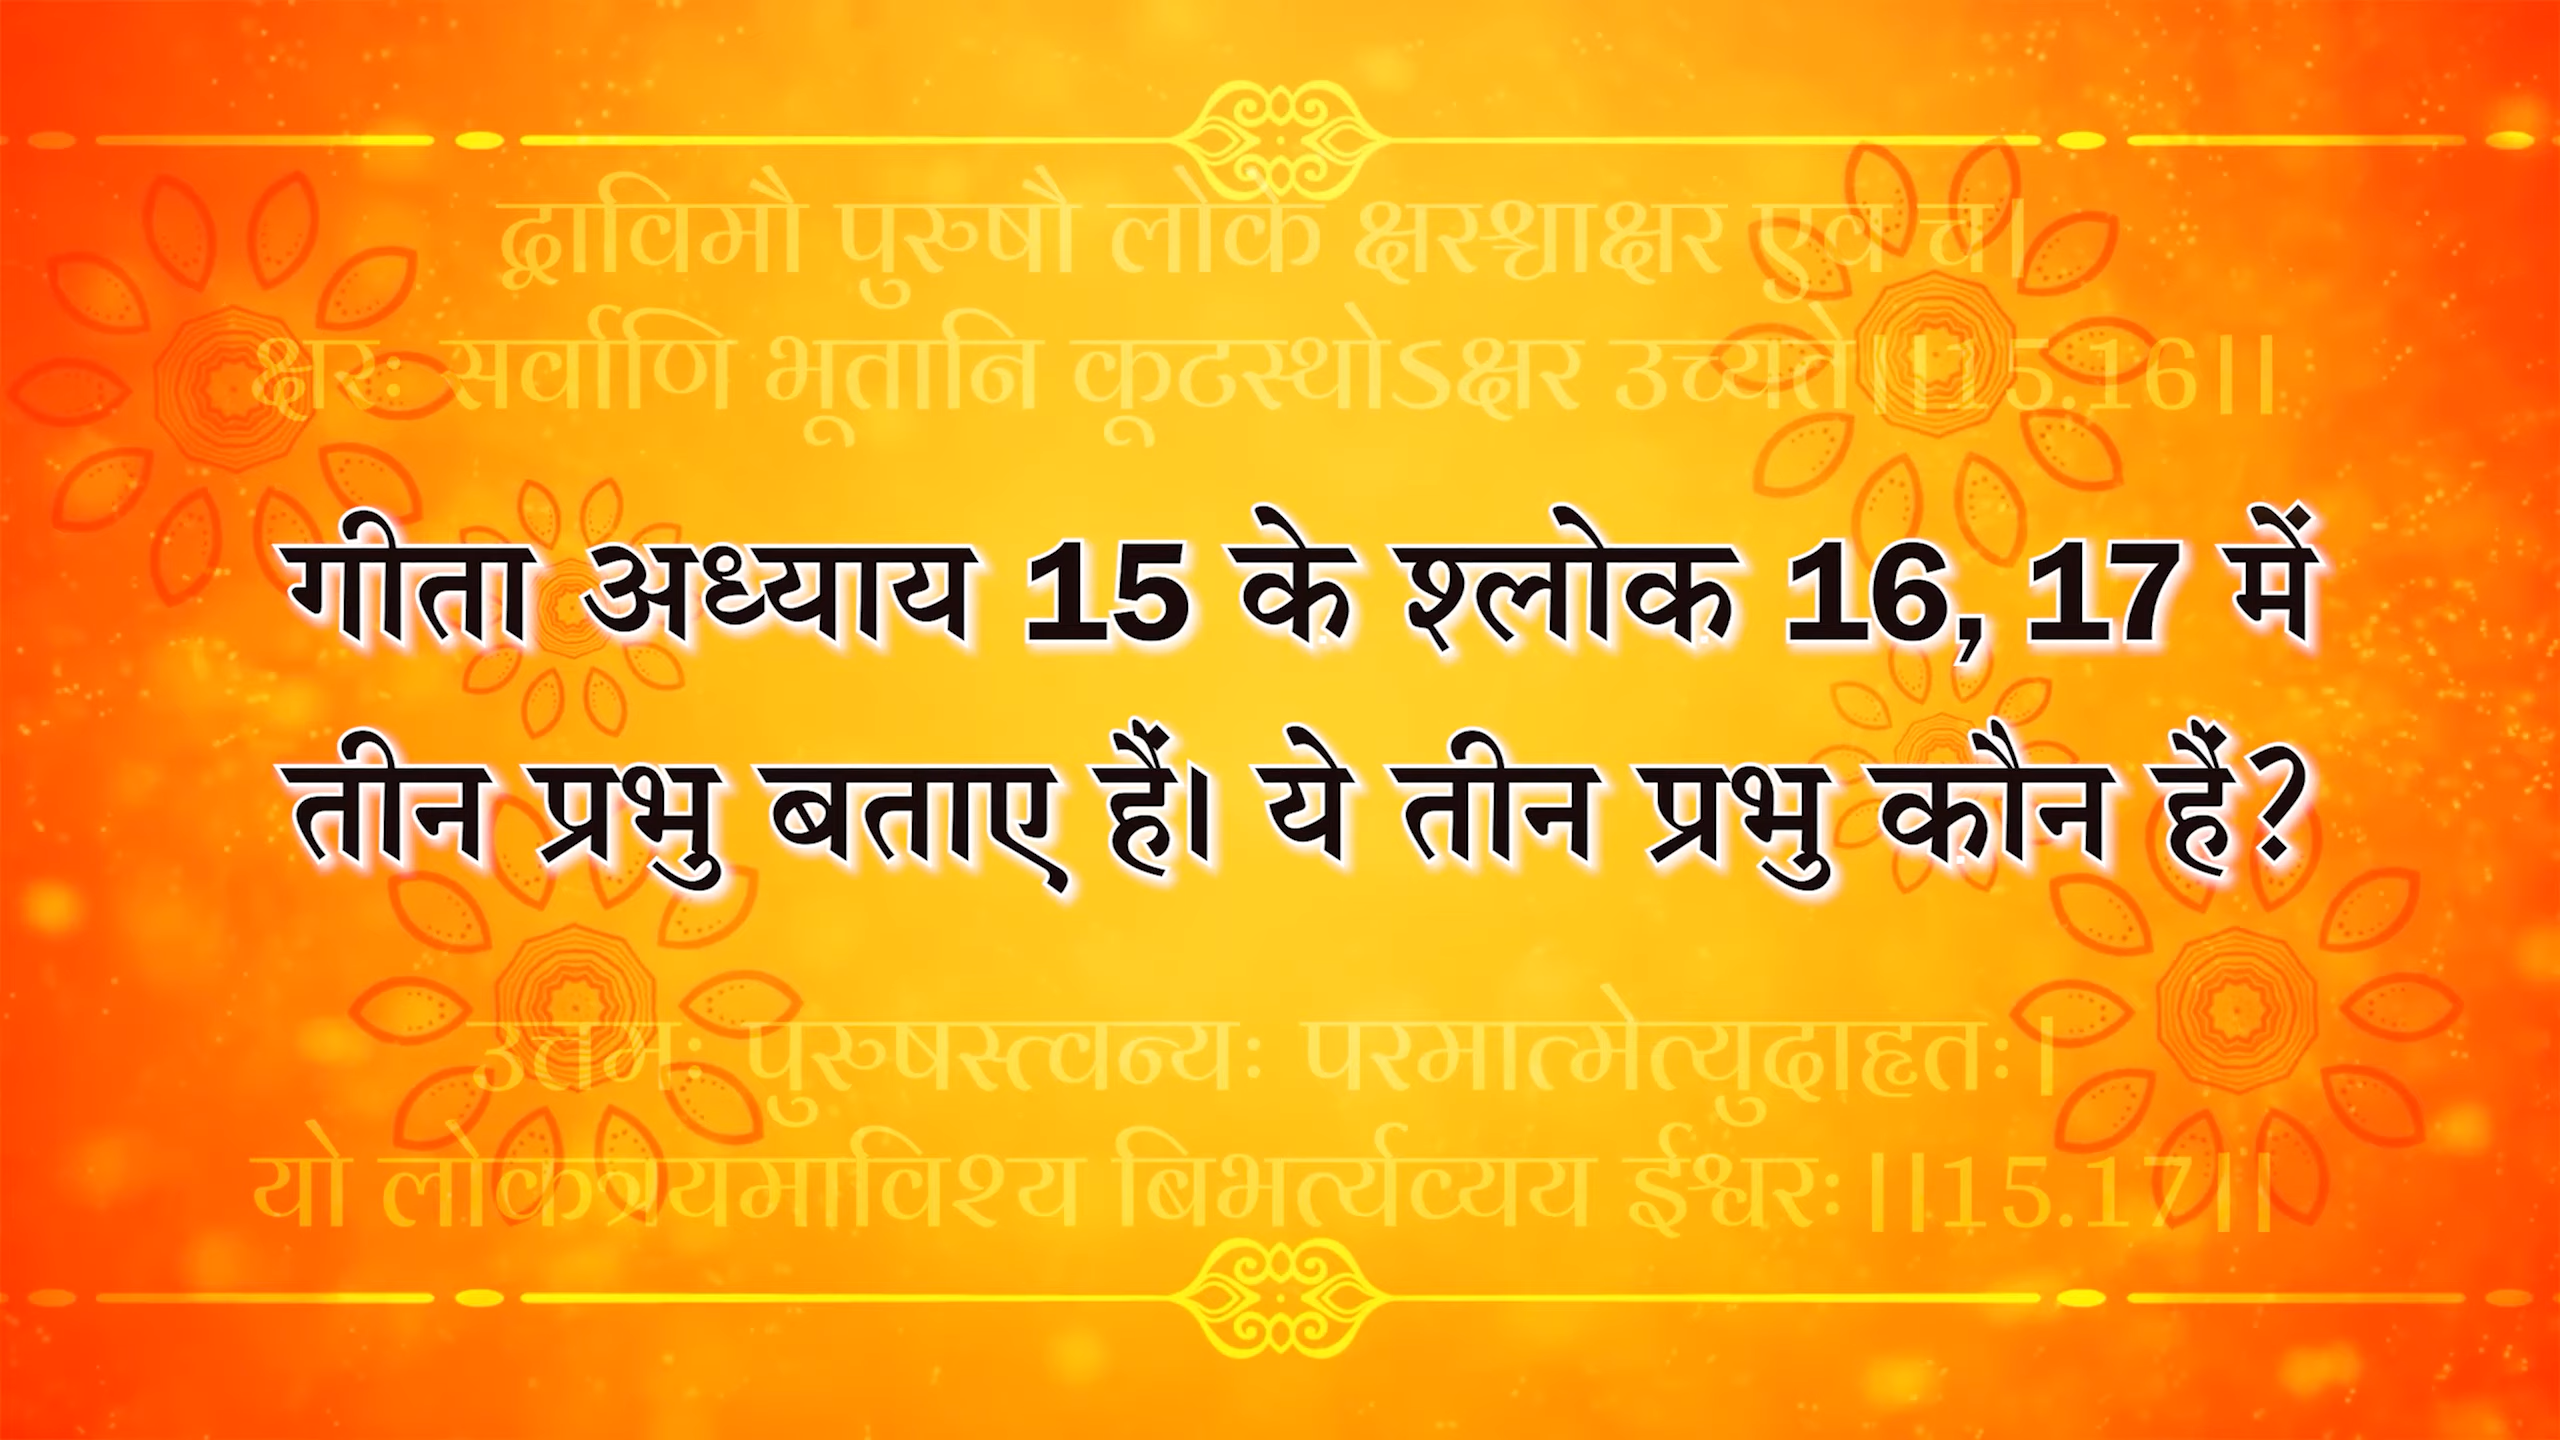 द्वाविमौ पुरुषौ लोके क्षरश्चाक्षर एव च।
क्षरः सर्वाणि भूतानि कूटस्थोऽक्षर उच्यते।।15.16।।
गीता अध्याय 15 के श्लोक 16, 17 में
तीन प्रभु बताए हैं। ये तीन प्रभु कौन हैं?
उत्तमः पुरुषस्त्वन्यः परमात्मेत्युदाहृतः।
यो लोकत्रयमाविश्य बिभर्त्यव्यय ईश्वरः।।15.17।।